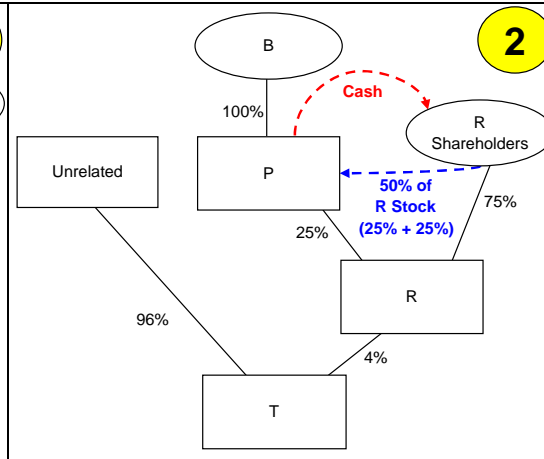 2
B
Cash
100%
R
Shareholders
Unrelated
P
50% of
R Stock
(25% + 25%)
75%
25%
R
96%
4%
T